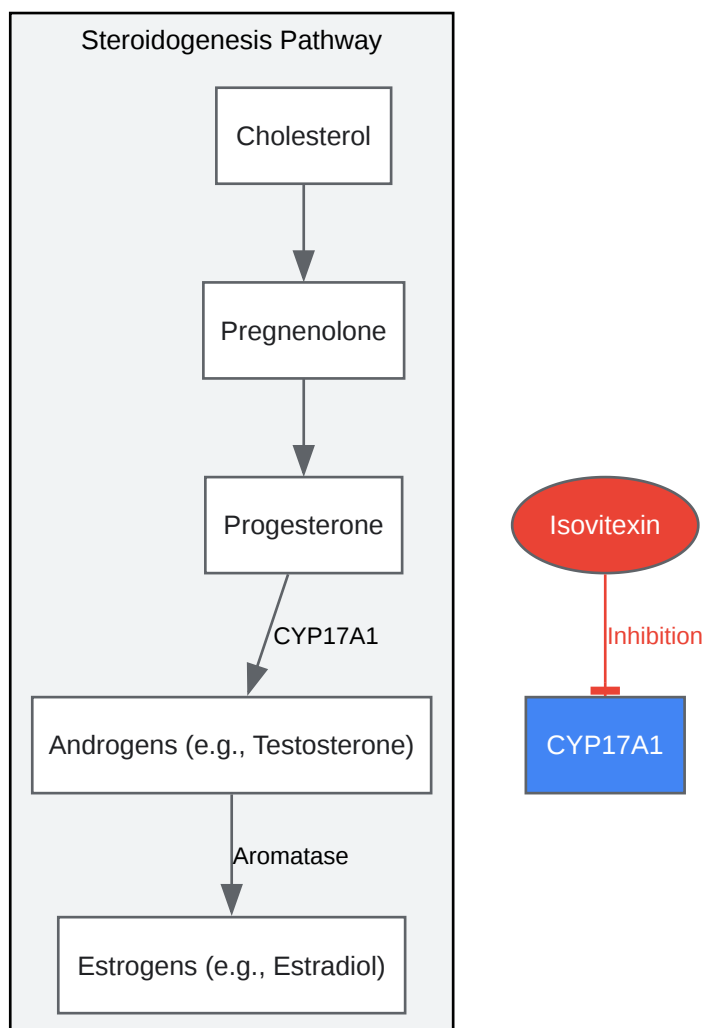 Steroidogenesis Pathway
Cholesterol
Pregnenolone
Progesterone
Isovitexin
CYP17A1
Inhibition
Androgens (e.g., Testosterone)
CYP17A1
Aromatase
Estrogens (e.g., Estradiol)